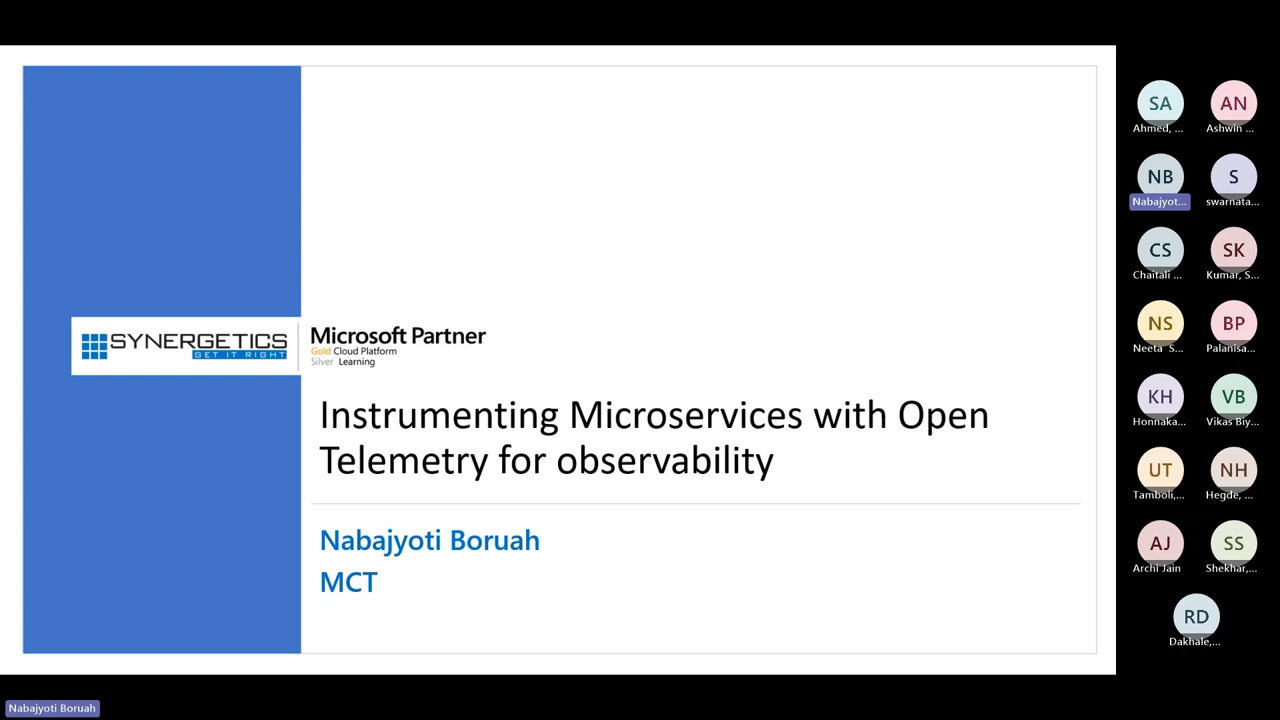 SYNERGETICS
GET IT RIGHT
Microsoft Partner
Gold Cloud Platform
Silver Learning
Instrumenting Microservices with Open
Telemetry for observability
Nabajyoti Boruah
MCT
SA
Ahmed, ...
AN
Ashwin ...
NB
Nabajyot...
S
swarnata...
CS
Chaitali ...
SK
Kumar, S...
NS
Neeta S...
BP
Palanisa...
KH
Honnaka...
VB
Vikas Biy...
UT
Tamboli,...
NH
Hegde, ...
AJ
Archi Jain
SS
Shekhar,...
RD
Dakhale,...
Nabajyoti Boruah